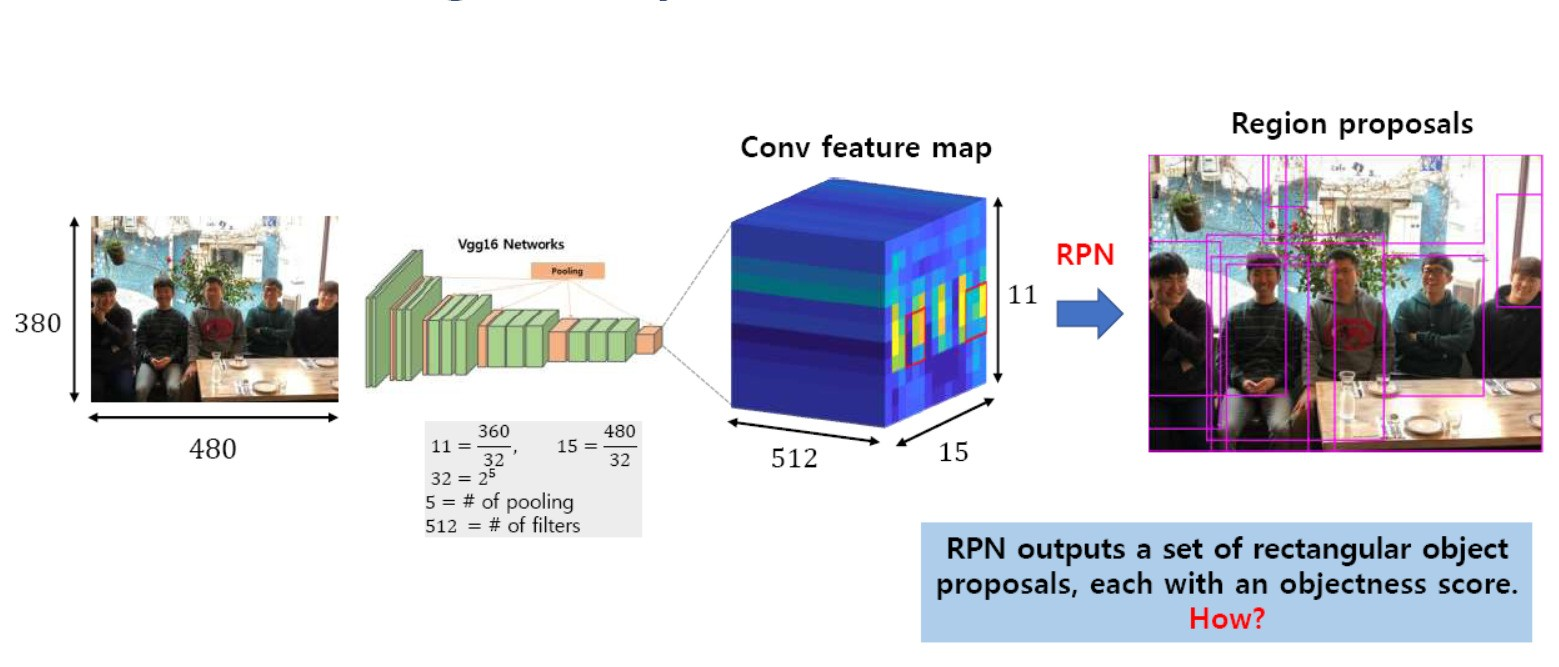 Region proposals
Conv feature map
Vgg16 Networks
Pooling
RPN
380
11
480
512
15
11 = 360/32, 15 = 480/32
32 = 2⁵
5 = # of pooling
512 = # of filters
RPN outputs a set of rectangular object
proposals, each with an objectness score.
How?